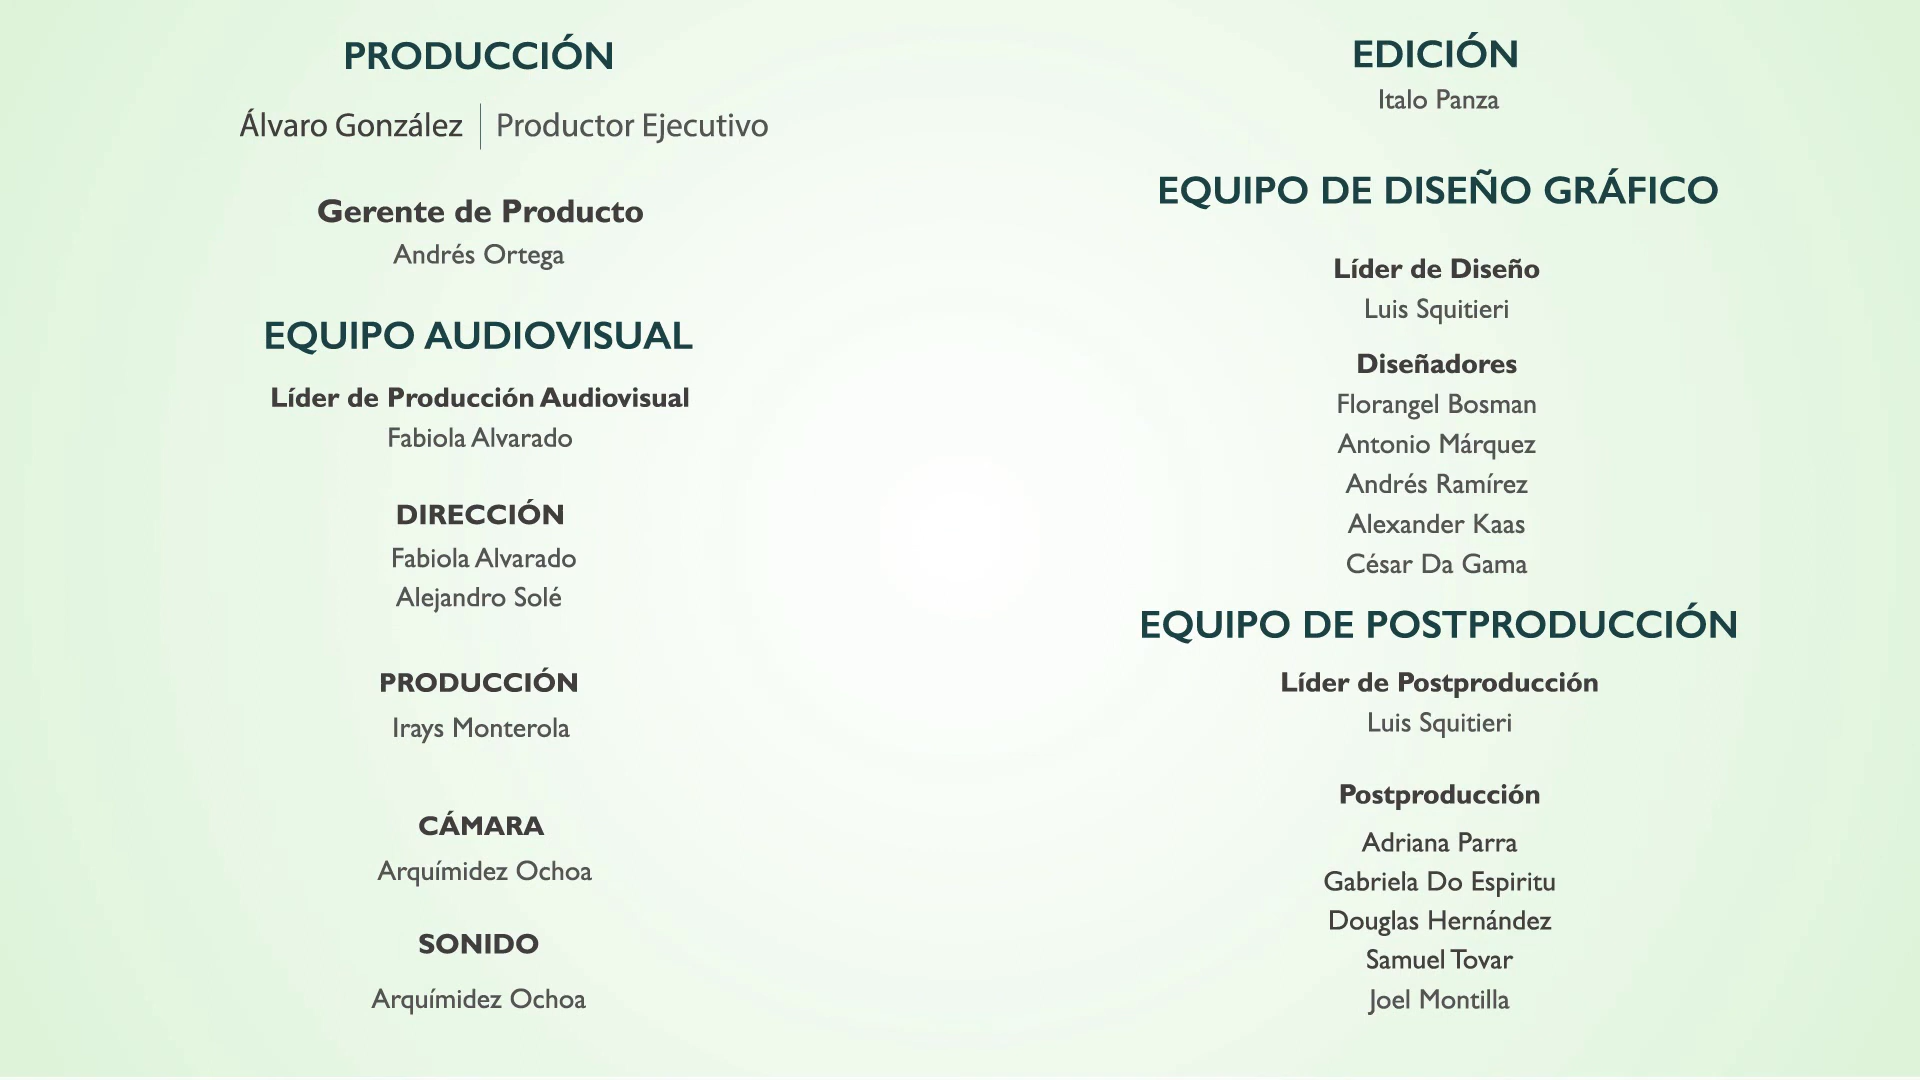 PRODUCCIÓN
Álvaro González | Productor Ejecutivo
Gerente de Producto
Andrés Ortega
EQUIPO AUDIOVISUAL
Líder de Producción Audiovisual
Fabiola Alvarado
DIRECCIÓN
Fabiola Alvarado
Alejandro Solé
PRODUCCIÓN
Irays Monterola
CÁMARA
Arquímidez Ochoa
SONIDO
Arquímidez Ochoa
EDICIÓN
Italo Panza
EQUIPO DE DISEÑO GRÁFICO
Líder de Diseño
Luis Squitieri
Diseñadores
Florangel Bosman
Antonio Márquez
Andrés Ramírez
Alexander Kaas
César Da Gama
EQUIPO DE POSTPRODUCCIÓN
Líder de Postproducción
Luis Squitieri
Postproducción
Adriana Parra
Gabriela Do Espiritu
Douglas Hernández
Samuel Tovar
Joel Montilla